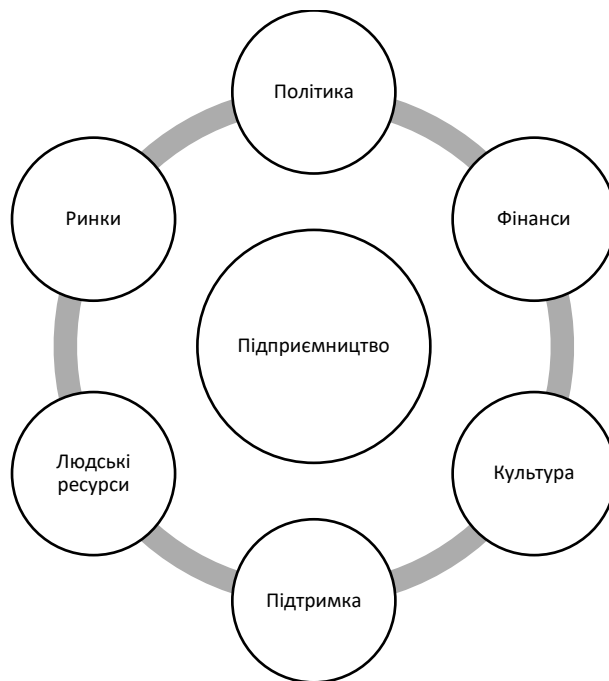 Політика
Ринки
Фінанси
Підприємництво
Людські
ресурси
Культура
Підтримка